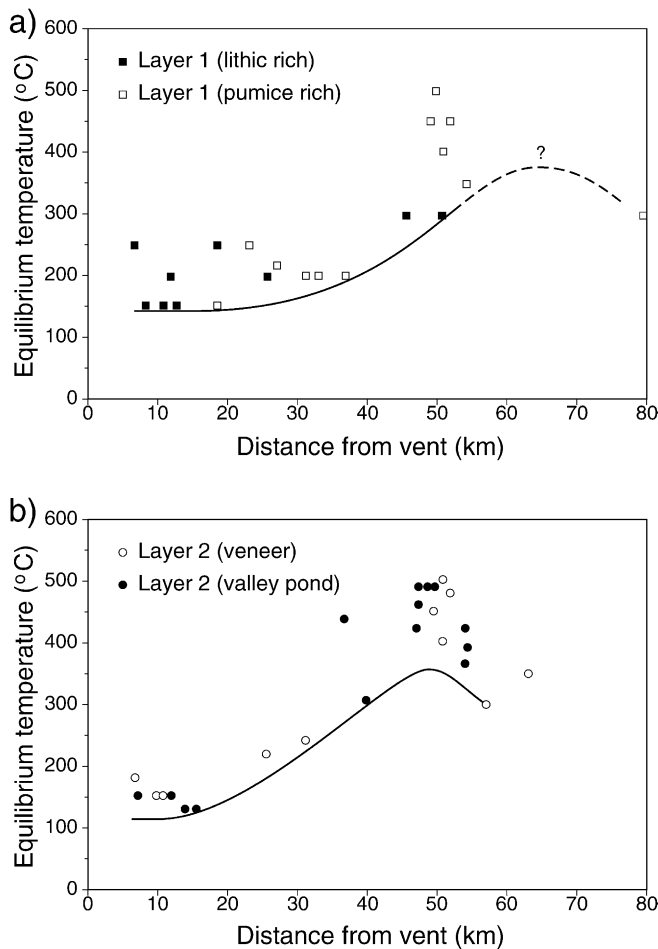 a)
600
500
400
300
200
100
0
Equilibrium temperature (°C)
Layer 1 (lithic rich)
Layer 1 (pumice rich)
?
0 10 20 30 40 50 60 70 80
Distance from vent (km)
b)
600
500
400
300
200
100
0
Equilibrium temperature (°C)
Layer 2 (veneer)
Layer 2 (valley pond)
0 10 20 30 40 50 60 70 80
Distance from vent (km)